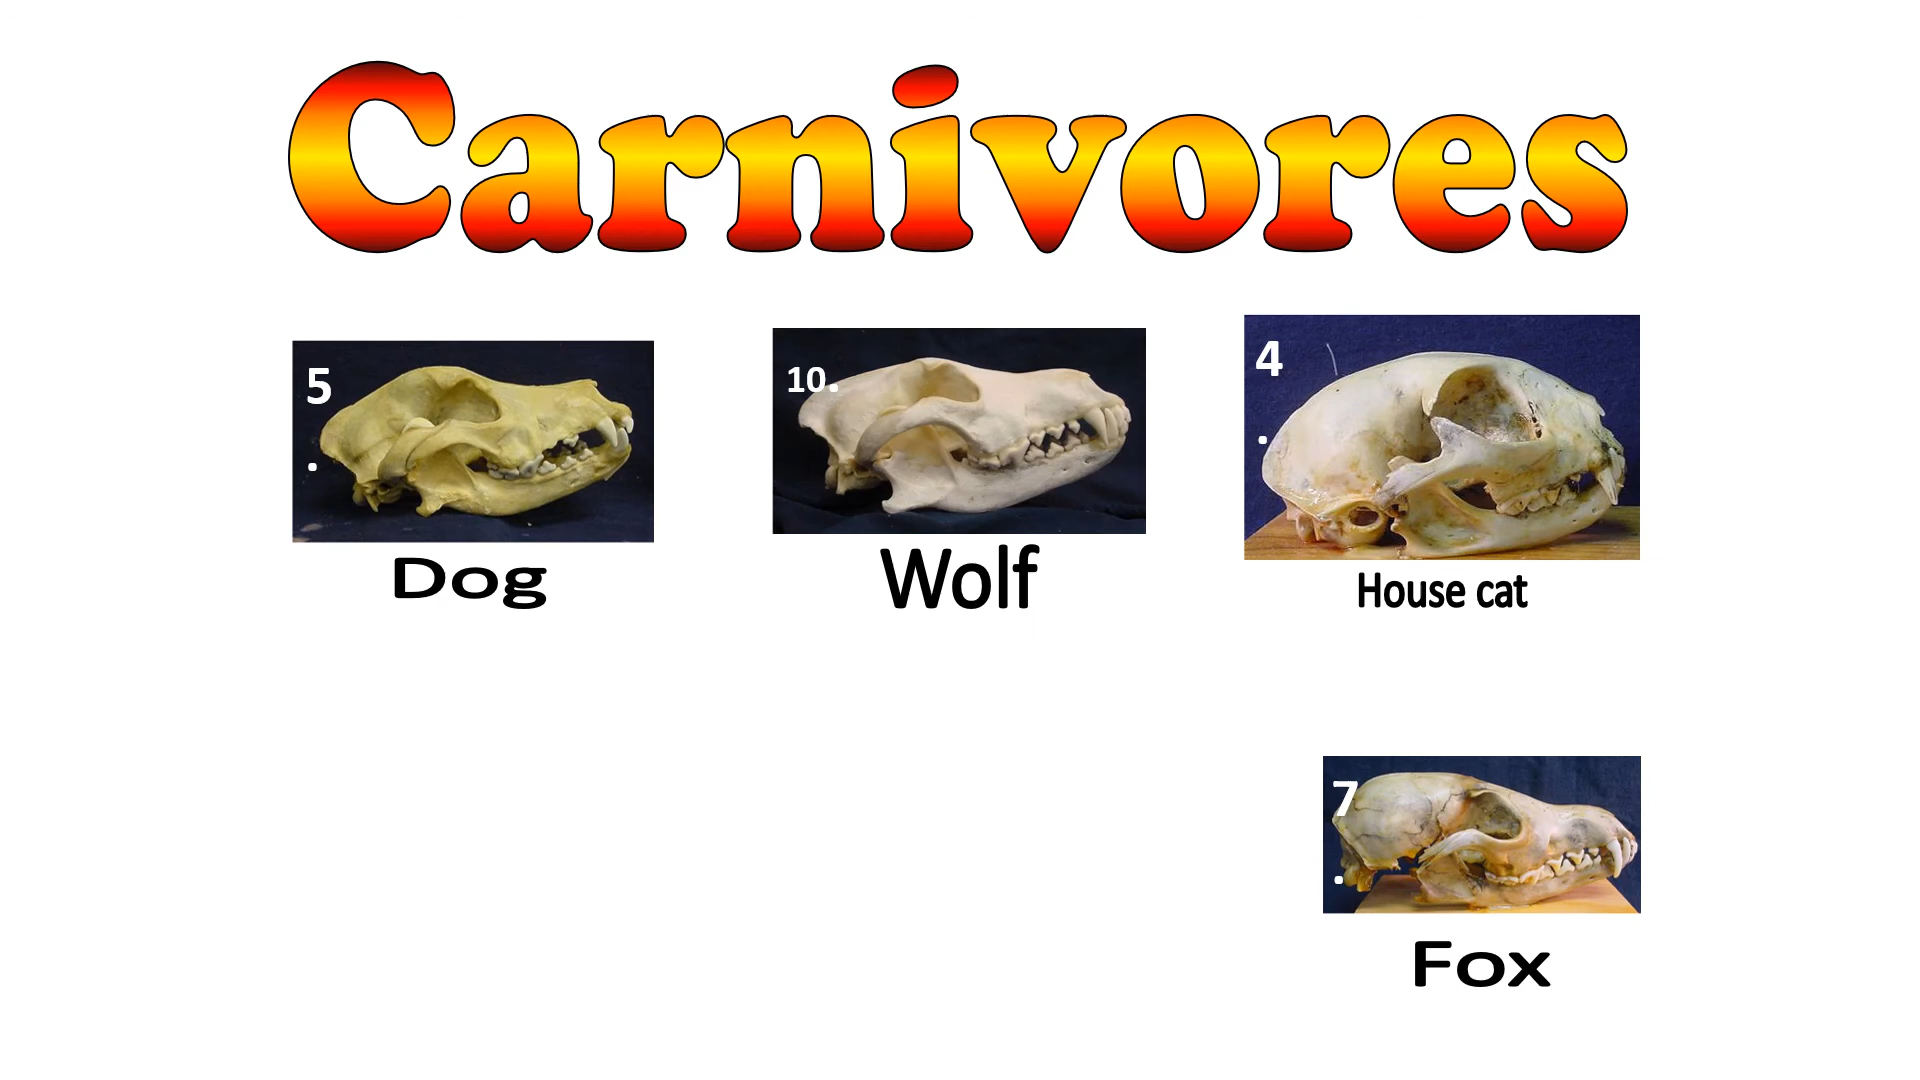 Carnivores
5
.
10.
4
.
Dog
Wolf
House cat
7
.
Fox